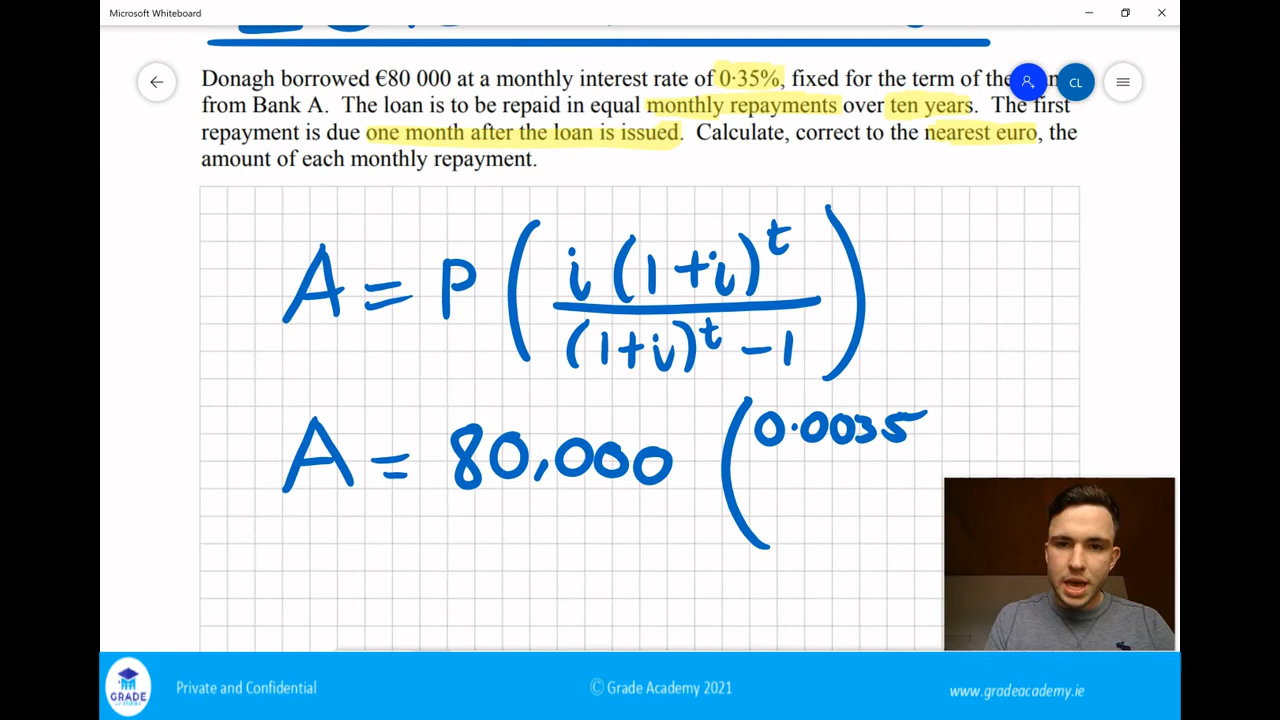 Microsoft Whiteboard
Donagh borrowed €80 000 at a monthly interest rate of 0·35%, fixed for the term of the
from Bank A. The loan is to be repaid in equal monthly repayments over ten years. The first
repayment is due one month after the loan is issued. Calculate, correct to the nearest euro, the
amount of each monthly repayment.
CL
A = P ( i(1+i)^t / (1+i)^t - 1 )
A = 80,000 ( 0.0035
GRADE
Private and Confidential
© Grade Academy 2021
www.gradeacademy.ie